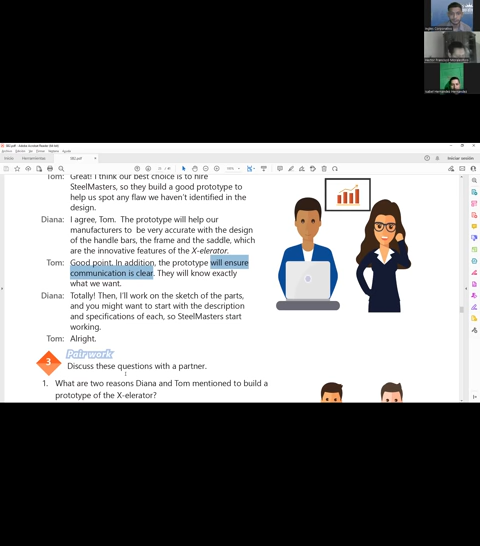 Inicio
Herramientas
Iniciar sesión
Tom: Great! I think our best choice is to hire
SteelMasters, so they build a good prototype to
help us spot any flaw we haven't identified in the
design.
Diana: I agree, Tom. The prototype will help our
manufacturers to be very accurate with the design
of the handle bars, the frame and the saddle, which
are the innovative features of the X-elerator.
Tom: Good point. In addition, the prototype will ensure
communication is clear. They will know exactly
what we want.
Diana: Totally! Then, I'll work on the sketch of the parts,
and you might want to start with the description
and specifications of each, so SteelMasters start
working.
Tom: Alright.
3 Pair work
Discuss these questions with a partner.
1. What are two reasons Diana and Tom mentioned to build a
prototype of the X-elerator?